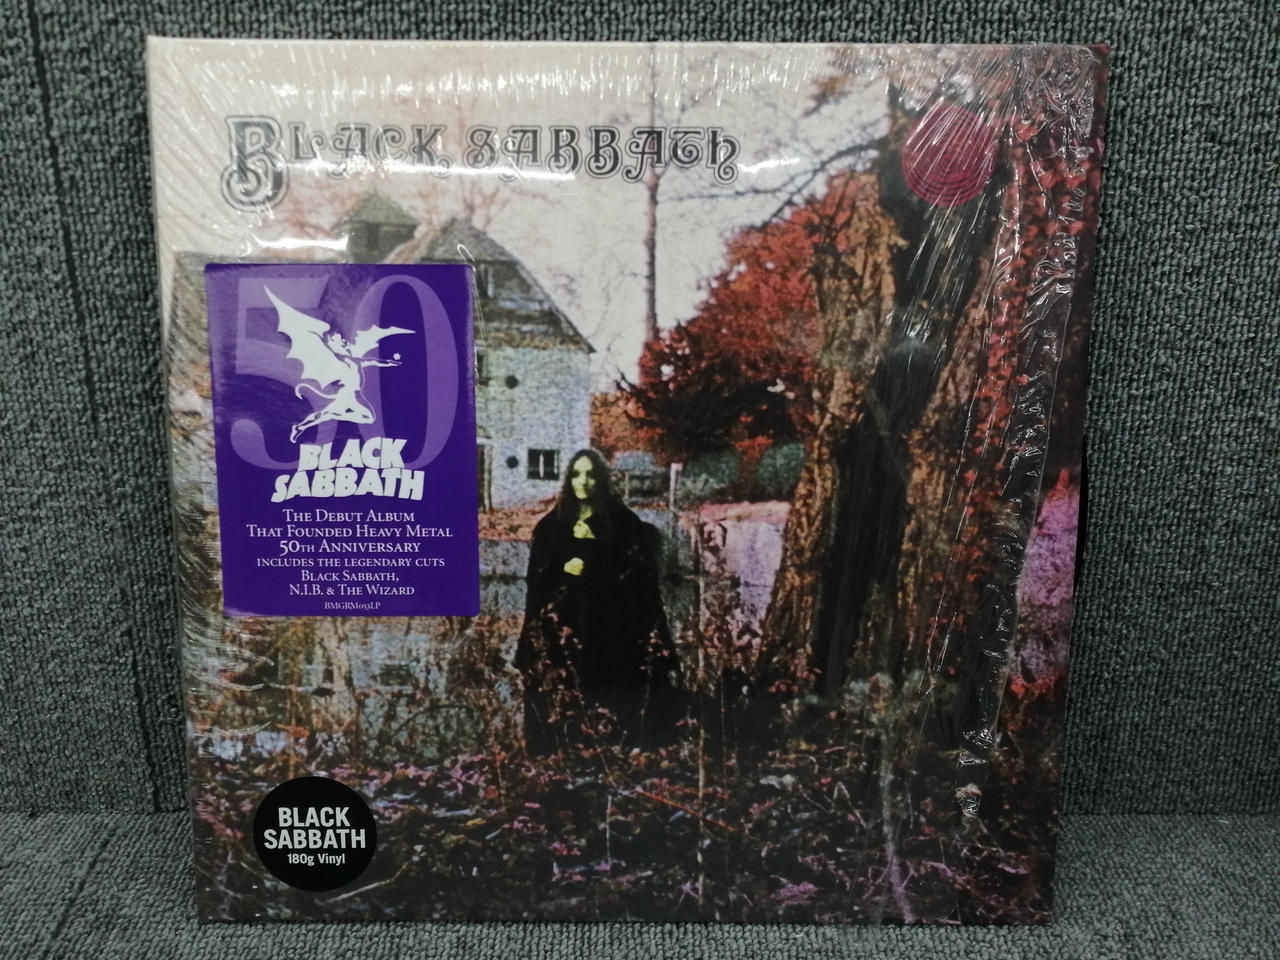 BLACK SABBATH
50
BLACK
SABBATH
THE DEBUT ALBUM
THAT FOUNDED HEAVY METAL
50TH ANNIVERSARY
INCLUDES THE LEGENDARY CUTS
BLACK SABBATH,
N.I.B. & THE WIZARD
BMGRM053LP
BLACK
SABBATH
180g Vinyl